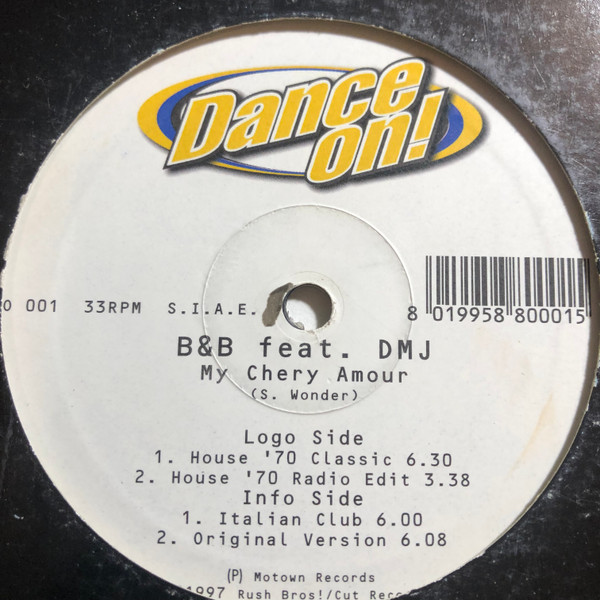 Dance
on!
001 33RPM S.I.A.E.
8 019958 800015
B&B feat. DMJ
My Chery Amour
(S. Wonder)
Logo Side
1. House '70 Classic 6.30
2. House '70 Radio Edit 3.38
Info Side
1. Italian Club 6.00
2. Original Version 6.08
(P) Motown Records
1997 Rush Bros!/Cut